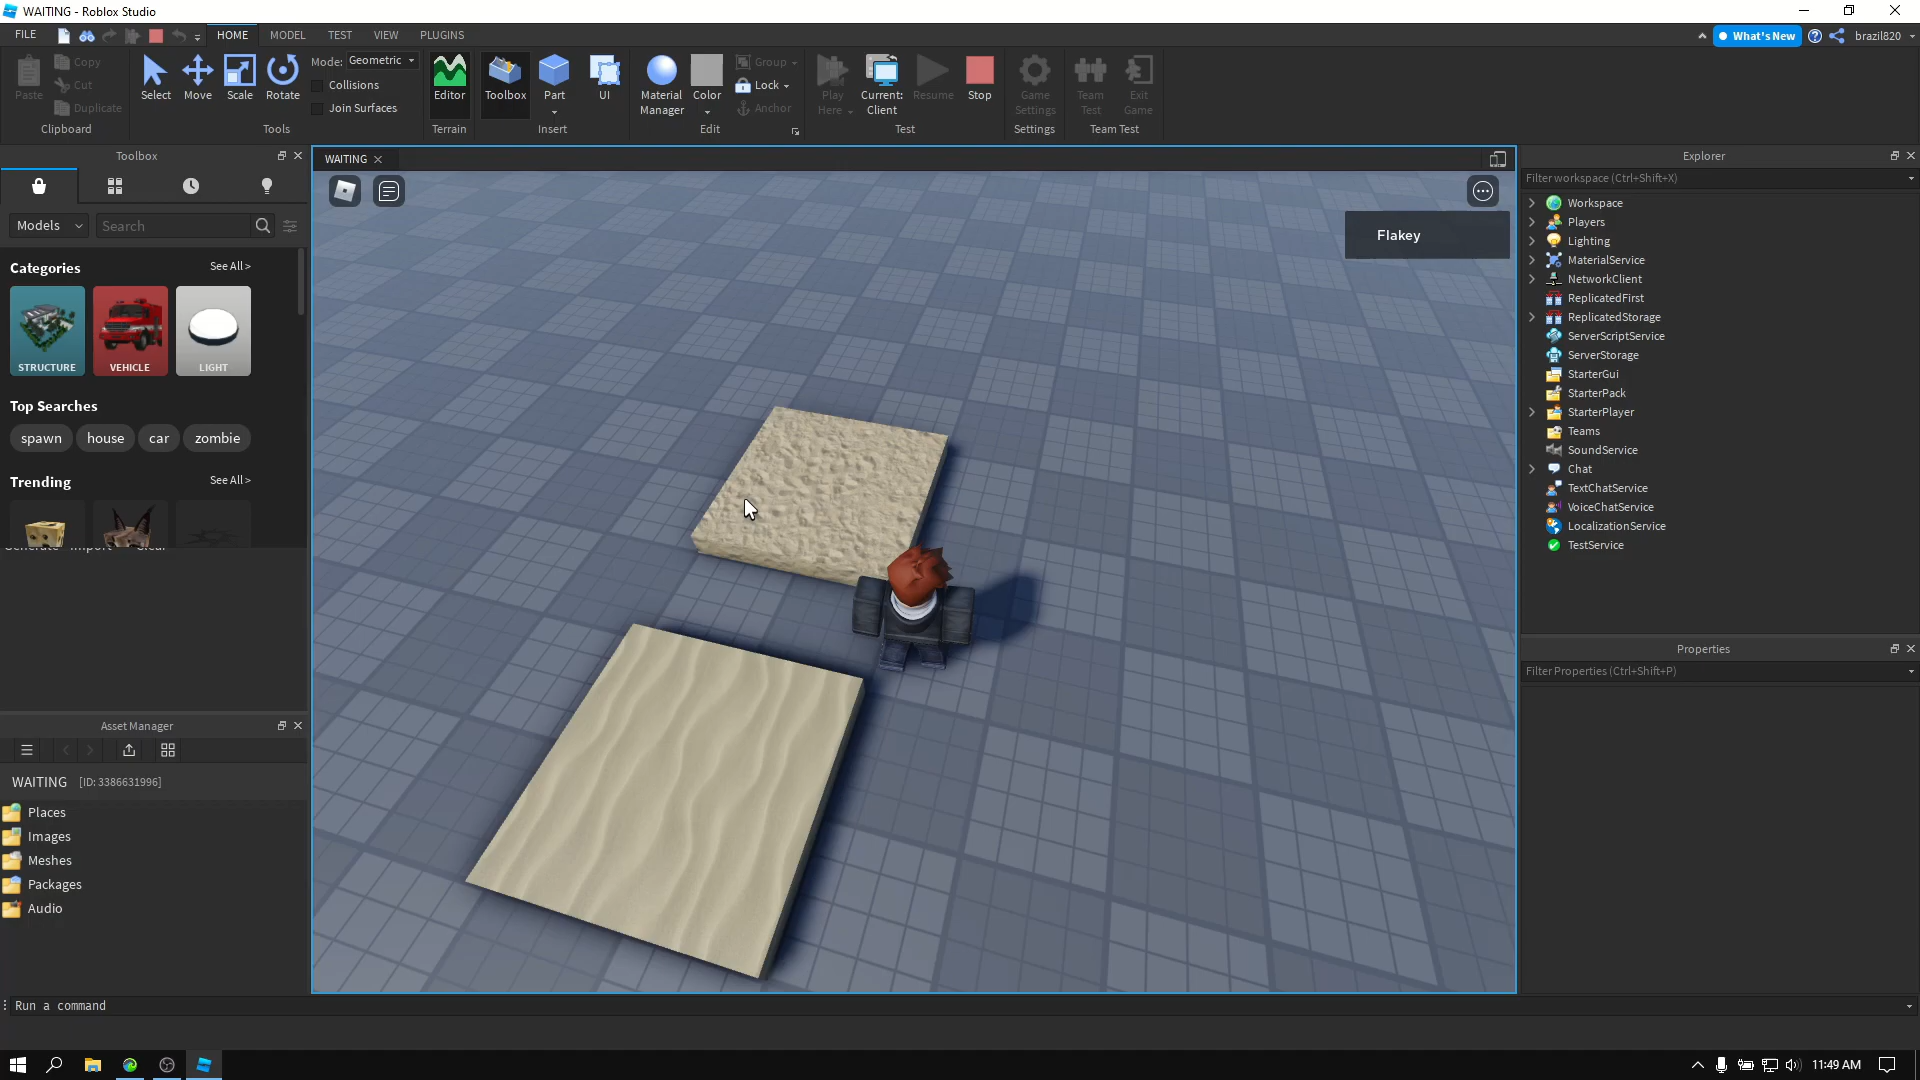 WAITING - Roblox Studio
FILE
HOME
MODEL
TEST
VIEW
PLUGINS
What's New
brazil820
Paste
Copy
Cut
Duplicate
Clipboard
Select
Move
Scale
Rotate
Mode: Geometric
Collisions
Join Surfaces
Tools
Editor
Terrain
Toolbox
Part
UI
Insert
Material
Manager
Color
Group
Lock
Anchor
Edit
Play
Here
Current:
Client
Resume
Stop
Test
Game
Settings
Settings
Team
Test
Exit
Game
Team Test
Toolbox
Models
Search
Categories
See All >
STRUCTURE
VEHICLE
LIGHT
Top Searches
spawn
house
car
zombie
Trending
See All >
Generate
Import
Clear
Asset Manager
WAITING [ID: 3386631996]
Places
Images
Meshes
Packages
Audio
WAITING
Flakey
Explorer
Filter workspace (Ctrl+Shift+X)
Workspace
Players
Lighting
MaterialService
NetworkClient
ReplicatedFirst
ReplicatedStorage
ServerScriptService
ServerStorage
StarterGui
StarterPack
StarterPlayer
Teams
SoundService
Chat
TextChatService
VoiceChatService
LocalizationService
TestService
Properties
Filter Properties (Ctrl+Shift+P)
Run a command
11:49 AM